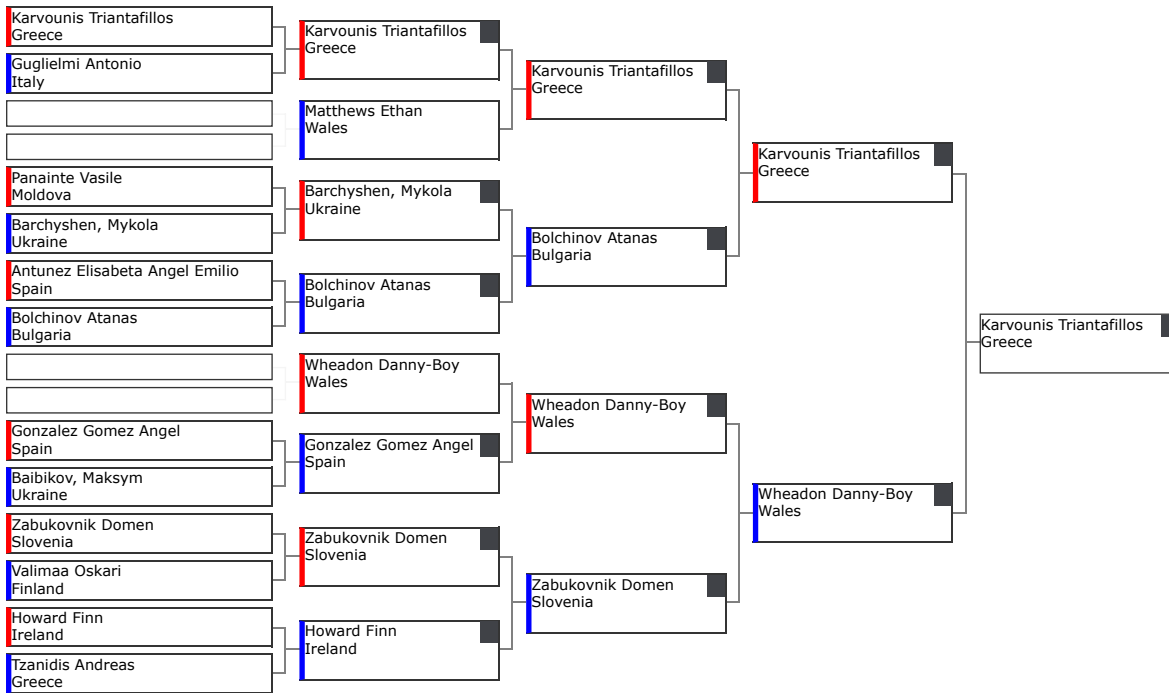 Karvounis Triantafillos
Greece
Guglielmi Antonio
Italy
Panainte Vasile
Moldova
Barchyshen, Mykola
Ukraine
Antunez Elisabeta Angel Emilio
Spain
Bolchinov Atanas
Bulgaria
Gonzalez Gomez Angel
Spain
Baibikov, Maksym
Ukraine
Zabukovnik Domen
Slovenia
Valimaa Oskari
Finland
Howard Finn
Ireland
Tzanidis Andreas
Greece
Karvounis Triantafillos
Greece
Matthews Ethan
Wales
Barchyshen, Mykola
Ukraine
Bolchinov Atanas
Bulgaria
Wheadon Danny-Boy
Wales
Gonzalez Gomez Angel
Spain
Zabukovnik Domen
Slovenia
Howard Finn
Ireland
Karvounis Triantafillos
Greece
Bolchinov Atanas
Bulgaria
Wheadon Danny-Boy
Wales
Zabukovnik Domen
Slovenia
Karvounis Triantafillos
Greece
Wheadon Danny-Boy
Wales
Karvounis Triantafillos
Greece